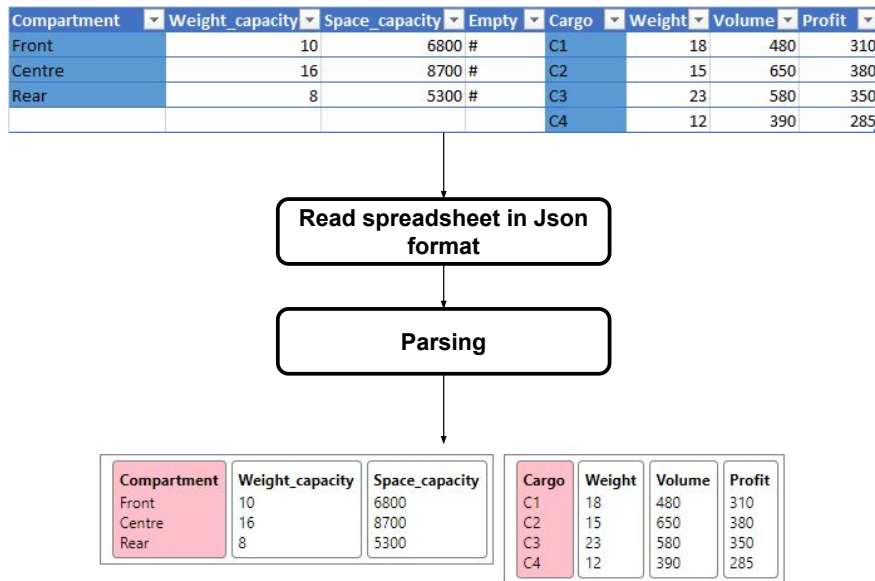 Compartment Weight_capacity Space_capacity Empty Cargo Weight Volume Profit
Front 10 6800 # C1 18 480 310
Centre 16 8700 # C2 15 650 380
Rear 8 5300 # C3 23 580 350
C4 12 390 285
Read spreadsheet in Json
format
Parsing
Compartment Weight_capacity Space_capacity
Front 10 6800
Centre 16 8700
Rear 8 5300
Cargo Weight Volume Profit
C1 18 480 310
C2 15 650 380
C3 23 580 350
C4 12 390 285